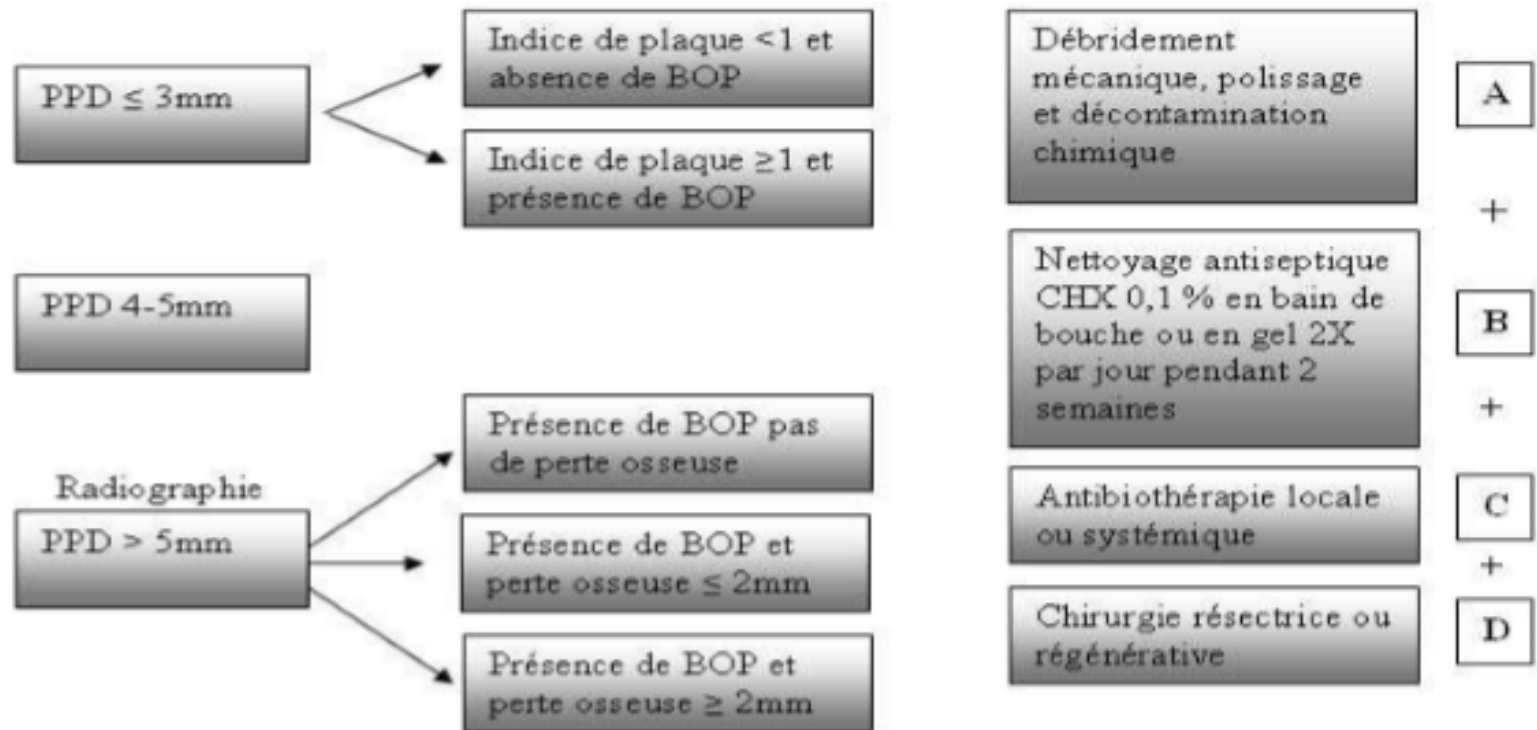 PPD ≤ 3mm
Indice de plaque <1 et
absence de BOP
Indice de plaque ≥1 et
présence de BOP
PPD 4-5mm
Radiographie
PPD > 5mm
Présence de BOP pas
de perte osseuse
Présence de BOP et
perte osseuse ≤ 2mm
Présence de BOP et
perte osseuse ≥ 2mm
Débridement
mécanique, polissage
et décontamination
chimique
A
+
Nettoyage antiseptique
CHX 0,1 % en bain de
bouche ou en gel 2X
par jour pendant 2
semaines
B
+
Antibiothérapie locale
ou systémique
C
+
Chirurgie résectrice ou
régénérative
D